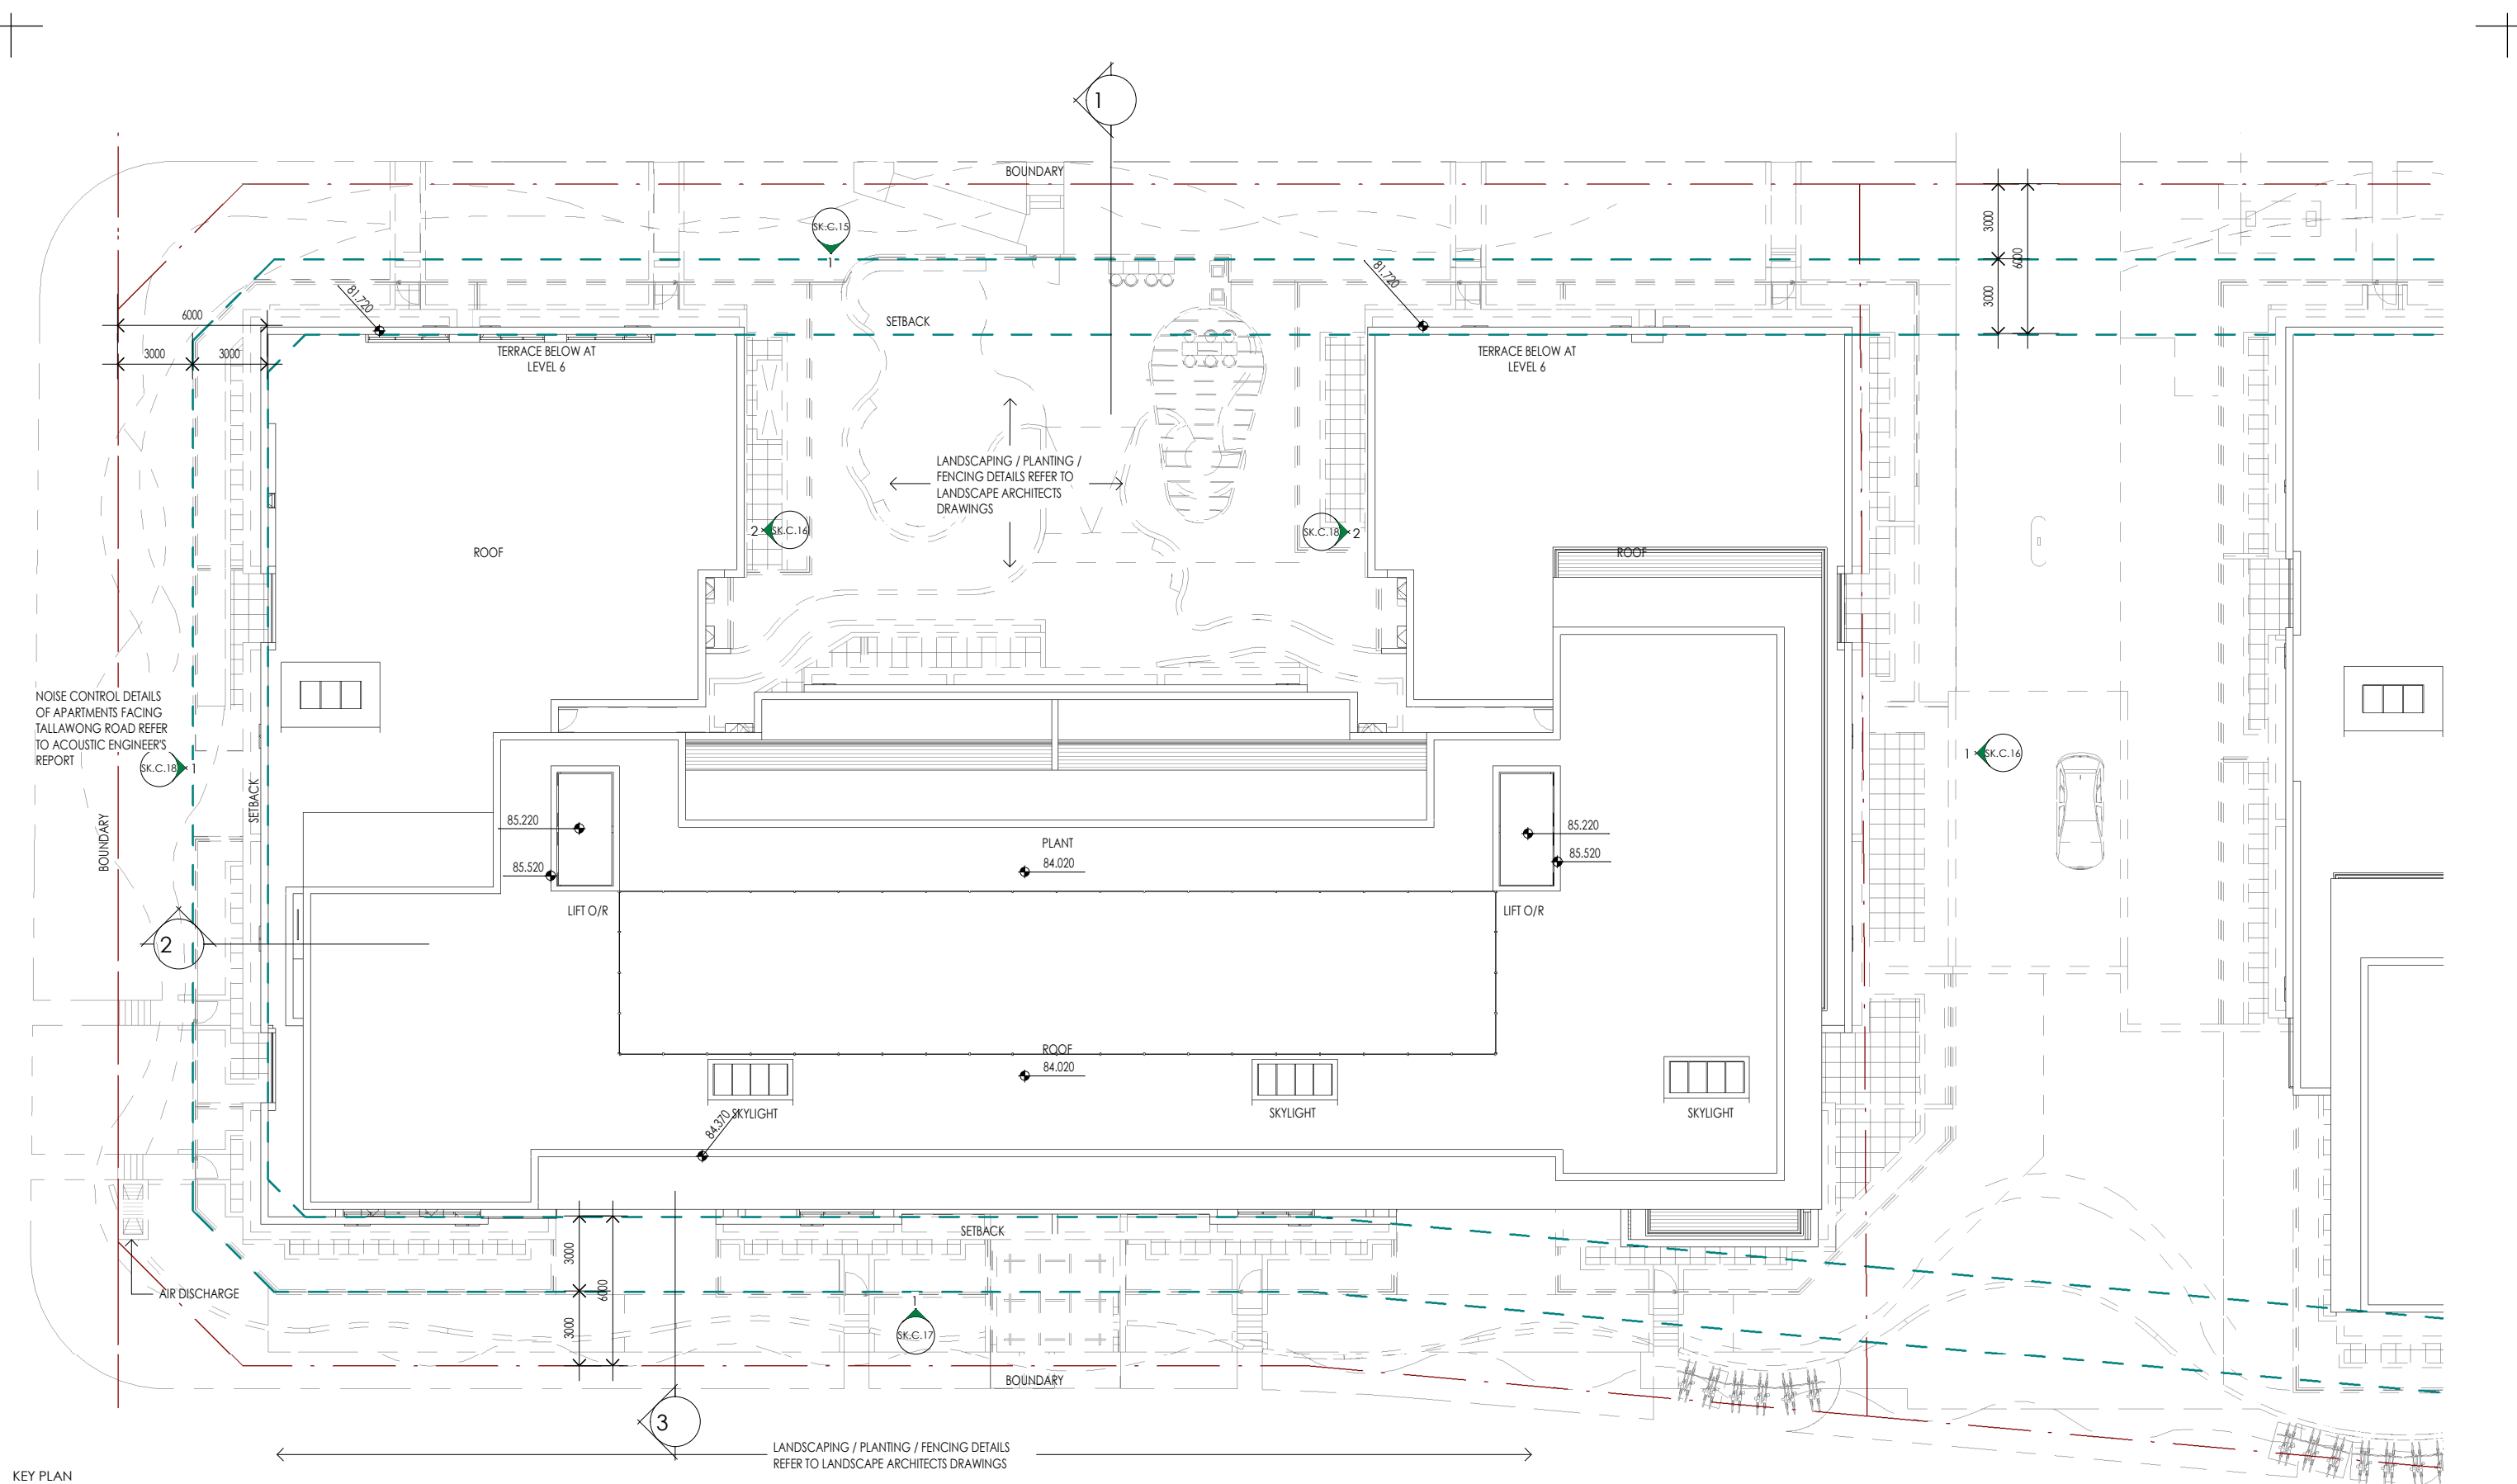 1
BOUNDARY
SK.C.15
1
3000
6000
3000
81.720
81.720
6000
3000
3000
SETBACK
TERRACE BELOW AT
LEVEL 6
TERRACE BELOW AT
LEVEL 6
LANDSCAPING / PLANTING /
FENCING DETAILS REFER TO
LANDSCAPE ARCHITECTS
DRAWINGS
2
SK.C.16
SK.C.18
2
ROOF
ROOF
NOISE CONTROL DETAILS
OF APARTMENTS FACING
TALLAWONG ROAD REFER
TO ACOUSTIC ENGINEER'S
REPORT
SK.C.18
1
1
SK.C.16
SETBACK
BOUNDARY
85.220
85.220
PLANT
84.020
85.520
85.520
LIFT O/R
LIFT O/R
2
ROOF
84.020
SKYLIGHT
SKYLIGHT
SKYLIGHT
84.370
SETBACK
3000
6000
3000
AIR DISCHARGE
1
SK.C.17
BOUNDARY
3
LANDSCAPING / PLANTING / FENCING DETAILS
REFER TO LANDSCAPE ARCHITECTS DRAWINGS
KEY PLAN